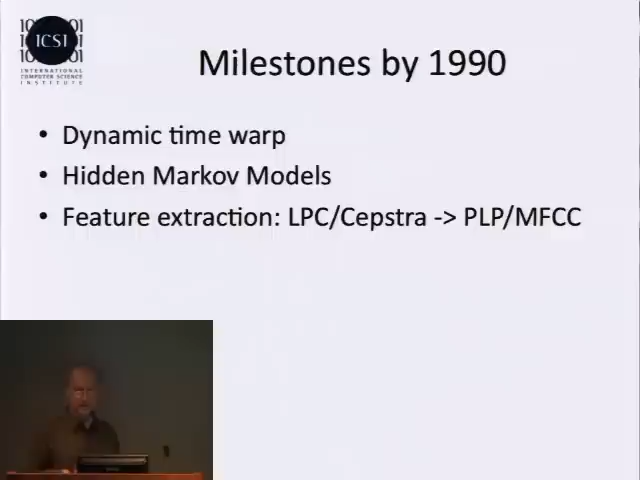 ICSI
INTERNATIONAL
COMPUTER SCIENCE
INSTITUTE
Milestones by 1990
• Dynamic time warp
• Hidden Markov Models
• Feature extraction: LPC/Cepstra -> PLP/MFCC